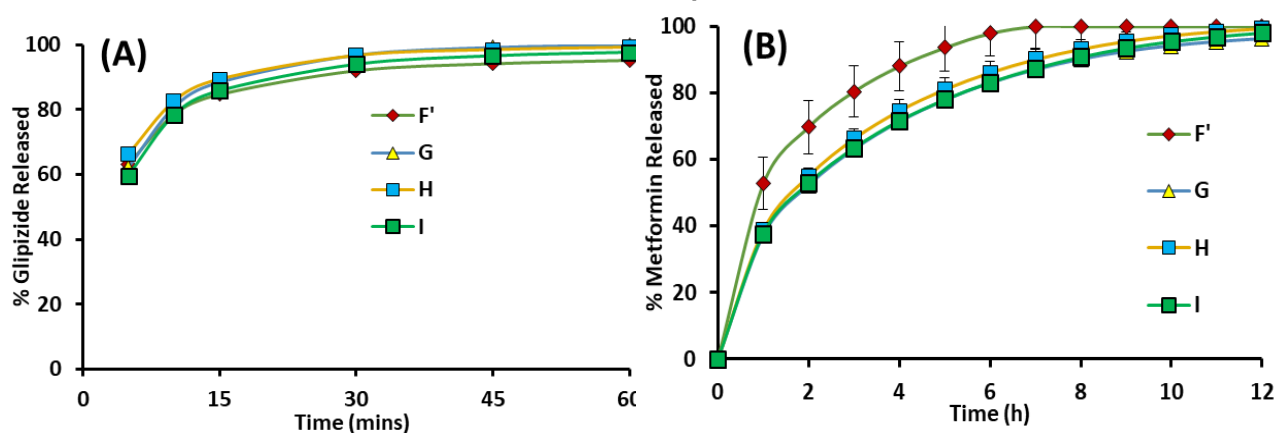 (A)
% Glipizide Released
100
80
60
40
20
0
0 15 30 45 60
Time (mins)
F'
G
H
I
(B)
% Metformin Released
100
80
60
40
20
0
0 2 4 6 8 10 12
Time (h)
F'
G
H
I